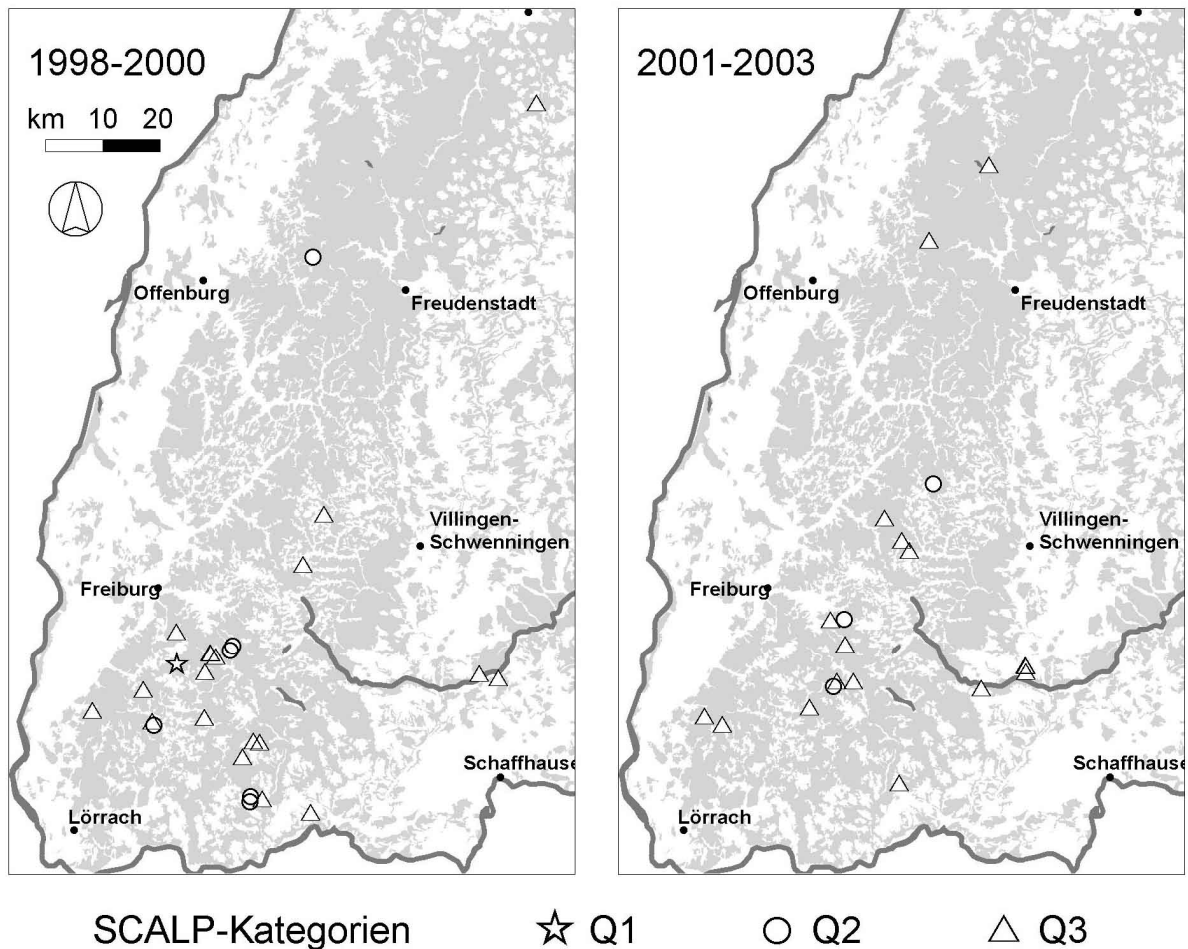 1998-2000
km 10 20
Offenburg
Freudenstadt
Villingen-
Schwenningen
Freiburg
Schaffhause
Lörrach
2001-2003
Offenburg
Freudenstadt
Villingen-
Schwenningen
Freiburg
Schaffhause
Lörrach
SCALP-Kategorien Q1 Q2 Q3